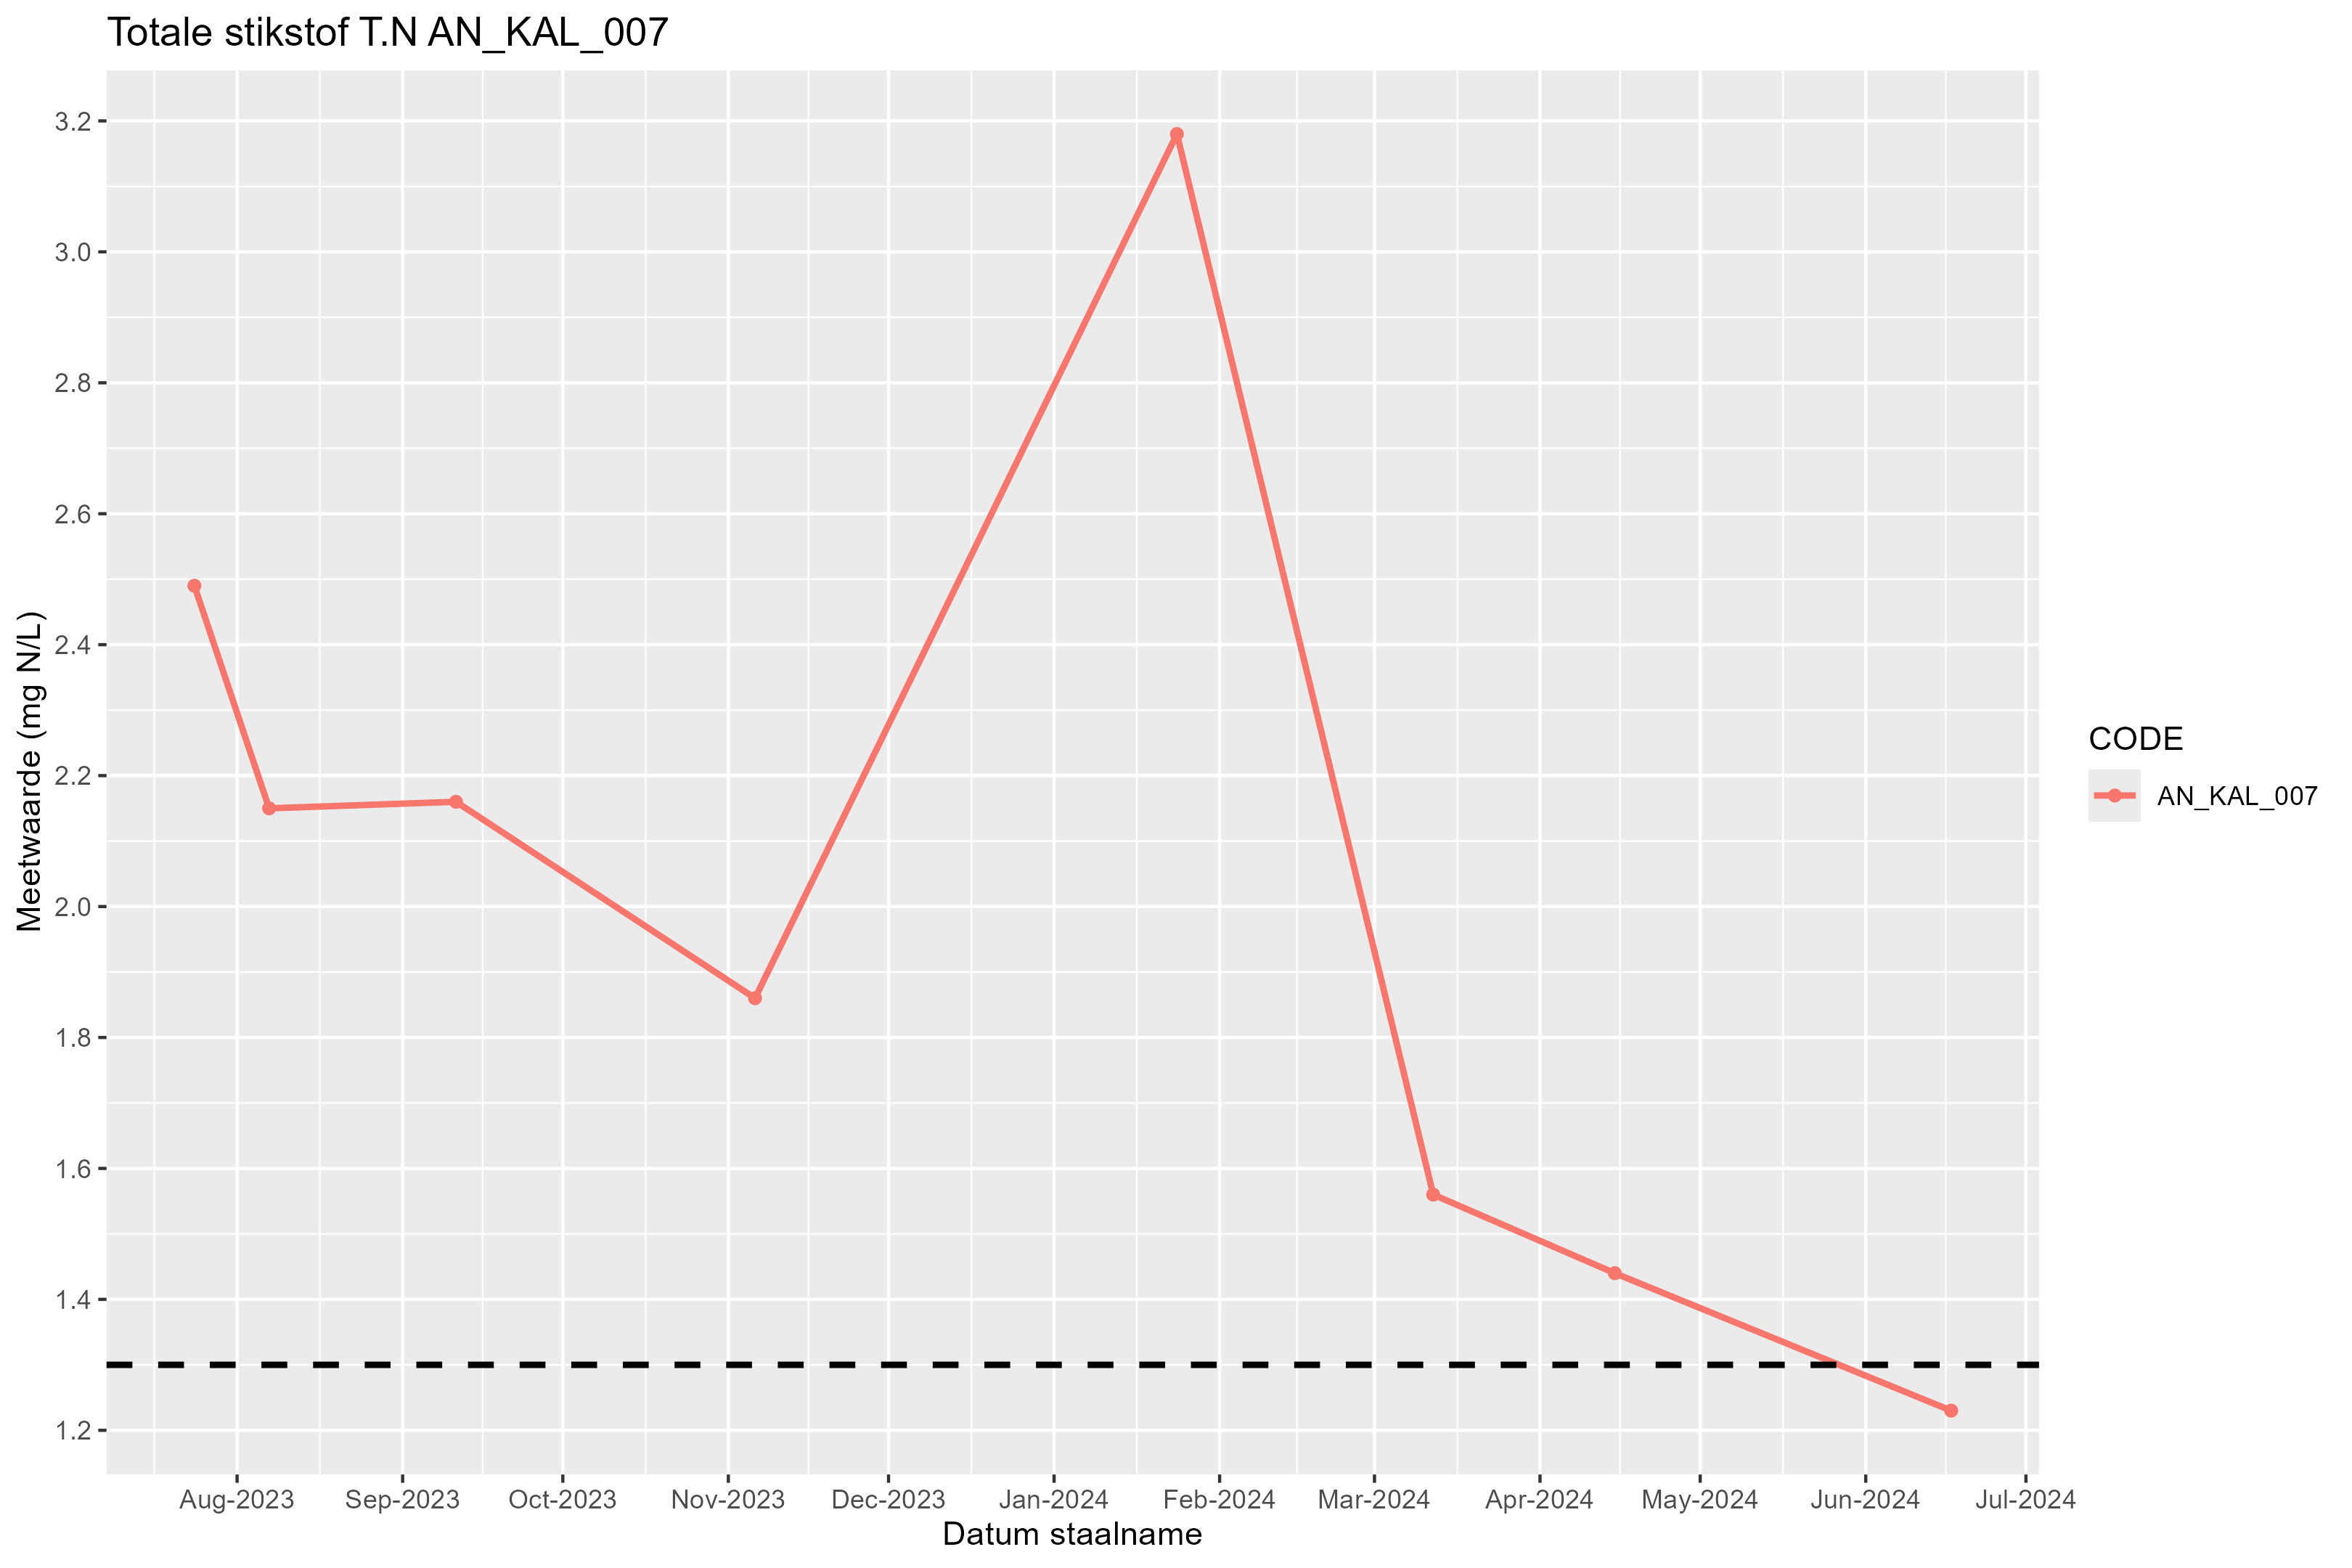 Totale stikstof T.N AN_KAL_007
Meetwaarde (mg N/L)
3.2
3.0
2.8
2.6
2.4
2.2
2.0
1.8
1.6
1.4
1.2
Aug-2023 Sep-2023 Oct-2023 Nov-2023 Dec-2023 Jan-2024 Feb-2024 Mar-2024 Apr-2024 May-2024 Jun-2024 Jul-2024
Datum staalname
CODE
AN_KAL_007